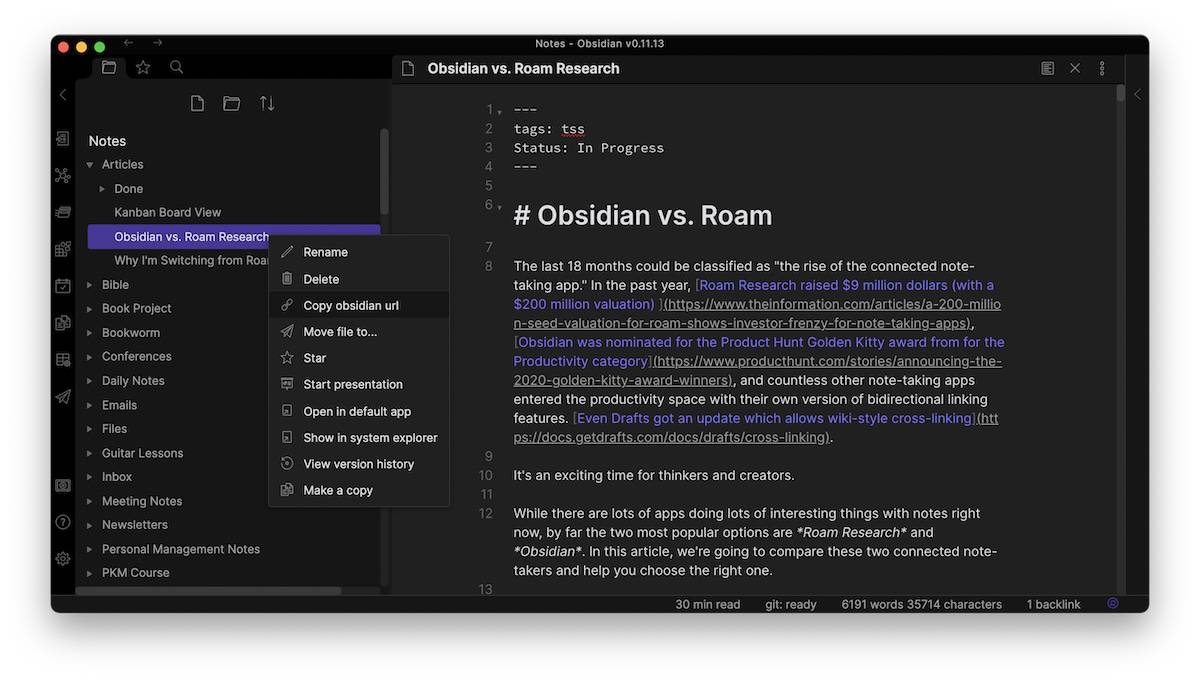 Notes - Obsidian v0.11.13
Obsidian vs. Roam Research
Notes
Articles
Done
Kanban Board View
Obsidian vs. Roam Research
Why I'm Switching from Roa
Bible
Book Project
Bookworm
Conferences
Daily Notes
Emails
Files
Guitar Lessons
Inbox
Meeting Notes
Newsletters
Personal Management Notes
PKM Course
Rename
Delete
Copy obsidian url
Move file to...
Star
Start presentation
Open in default app
Show in system explorer
View version history
Make a copy
1 ---
2 tags: tss
3 Status: In Progress
4 ---
5
6 # Obsidian vs. Roam
7
8 The last 18 months could be classified as "the rise of the connected note-
taking app." In the past year, [Roam Research raised $9 million dollars (with a
$200 million valuation) ](https://www.theinformation.com/articles/a-200-millio
n-seed-valuation-for-roam-shows-investor-frenzy-for-note-taking-apps),
[Obsidian was nominated for the Product Hunt Golden Kitty award from for the
Productivity category](https://www.producthunt.com/stories/announcing-the-
2020-golden-kitty-award-winners), and countless other note-taking apps
entered the productivity space with their own version of bidirectional linking
features. [Even Drafts got an update which allows wiki-style cross-linking](htt
ps://docs.getdrafts.com/docs/drafts/cross-linking).
9
10 It's an exciting time for thinkers and creators.
11
12 While there are lots of apps doing lots of interesting things with notes right
now, by far the two most popular options are *Roam Research* and
*Obsidian*. In this article, we're going to compare these two connected note-
takers and help you choose the right one.
13
30 min read git: ready 6191 words 35714 characters 1 backlink